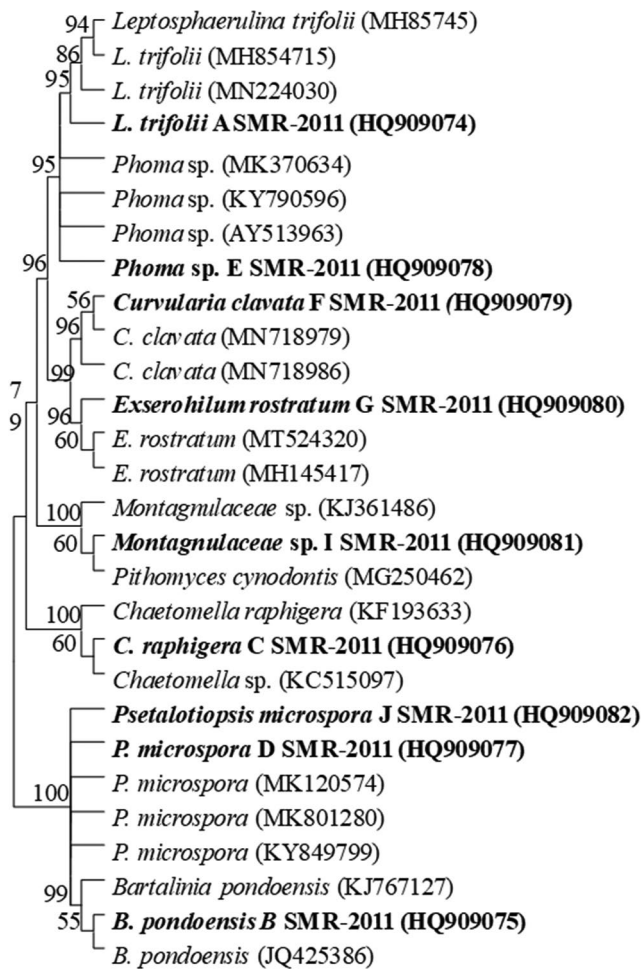 94 Leptosphaerulina trifolii (MH85745)
86 L. trifolii (MH854715)
95 L. trifolii (MN224030)
L. trifolii A SMR-2011 (HQ909074)
95 Phoma sp. (MK370634)
Phoma sp. (KY790596)
Phoma sp. (AY513963)
96 Phoma sp. E SMR-2011 (HQ909078)
56 Curvularia clavata F SMR-2011 (HQ909079)
96 C. clavata (MN718979)
99 C. clavata (MN718986)
7
9
96 Exserohilum rostratum G SMR-2011 (HQ909080)
60 E. rostratum (MT524320)
E. rostratum (MH145417)
100 Montagnulaceae sp. (KJ361486)
60 Montagnulaceae sp. I SMR-2011 (HQ909081)
Pithomyces cynodontis (MG250462)
100 Chaetomella raphigera (KF193633)
60 C. raphigera C SMR-2011 (HQ909076)
Chaetomella sp. (KC515097)
Psetalotiopsis microspora J SMR-2011 (HQ909082)
P. microspora D SMR-2011 (HQ909077)
100 P. microspora (MK120574)
P. microspora (MK801280)
P. microspora (KY849799)
99 Bartalinia pondoensis (KJ767127)
55 B. pondoensis B SMR-2011 (HQ909075)
B. pondoensis (JQ425386)